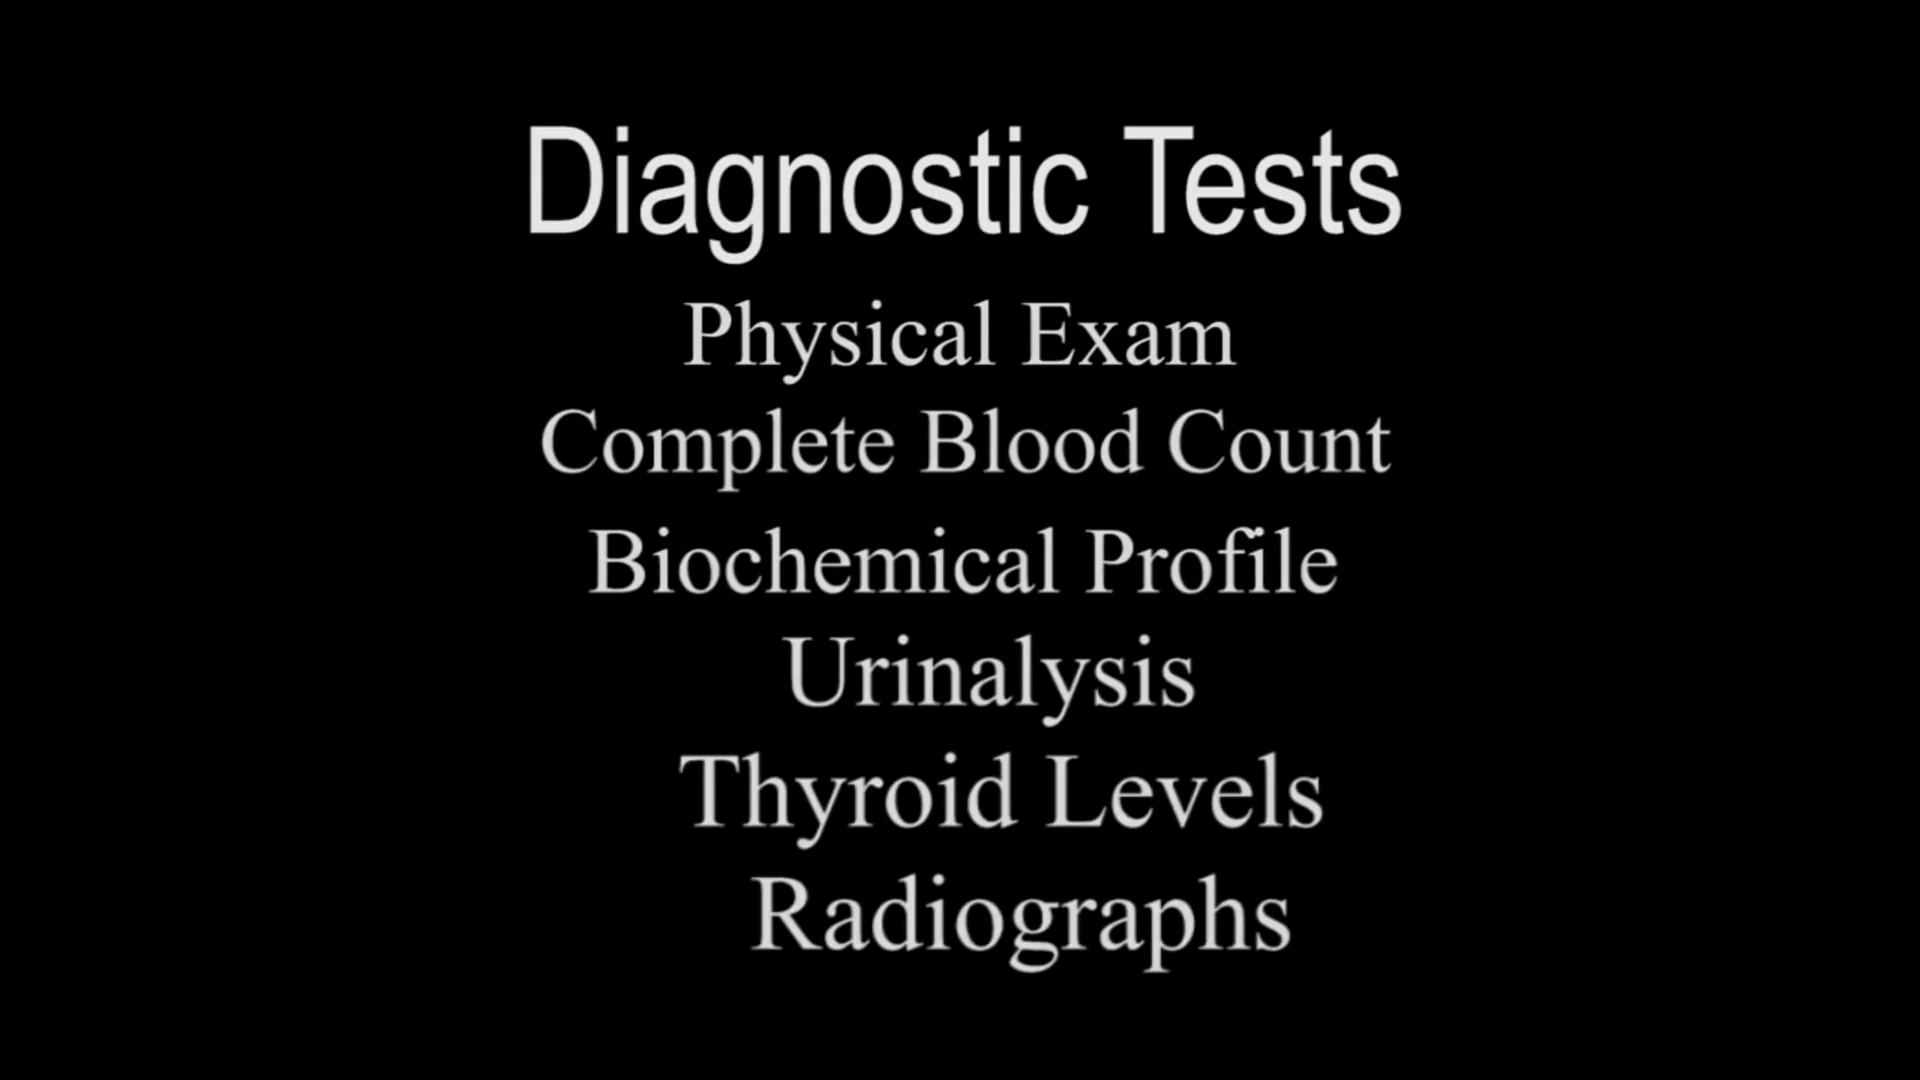 Diagnostic Tests
Physical Exam
Complete Blood Count
Biochemical Profile
Urinalysis
Thyroid Levels
Radiographs